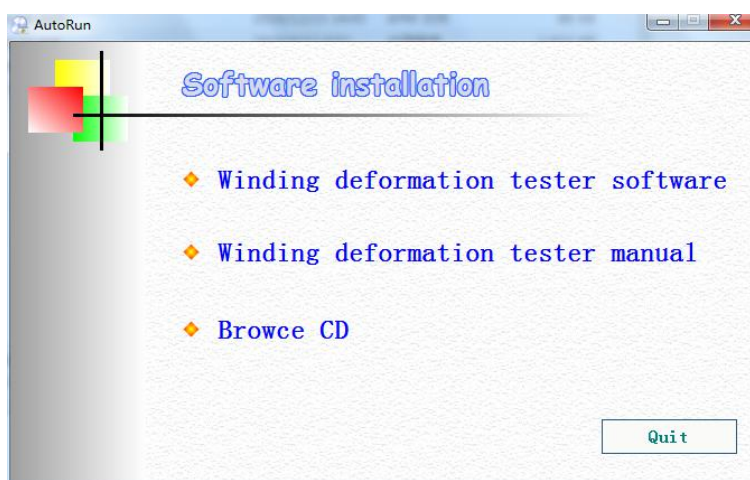 AutoRun
Software installation
Winding deformation tester software
Winding deformation tester manual
Browce CD
Quit